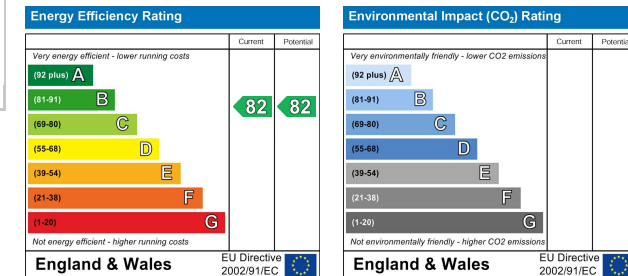 Energy Efficiency Rating
Current Potential
Very energy efficient - lower running costs
(92 plus) A
(81-91) B
(69-80) C
(55-68) D
(39-54) E
(21-38) F
(1-20) G
82 82
Not energy efficient - higher running costs
England & Wales
EU Directive
2002/91/EC
Environmental Impact (CO₂) Rating
Current Potentia
Very environmentally friendly - lower CO2 emissions
(92 plus) A
(81-91) B
(69-80) C
(55-68) D
(39-54) E
(21-38) F
(1-20) G
Not environmentally friendly - higher CO2 emissions
England & Wales
EU Directive
2002/91/EC